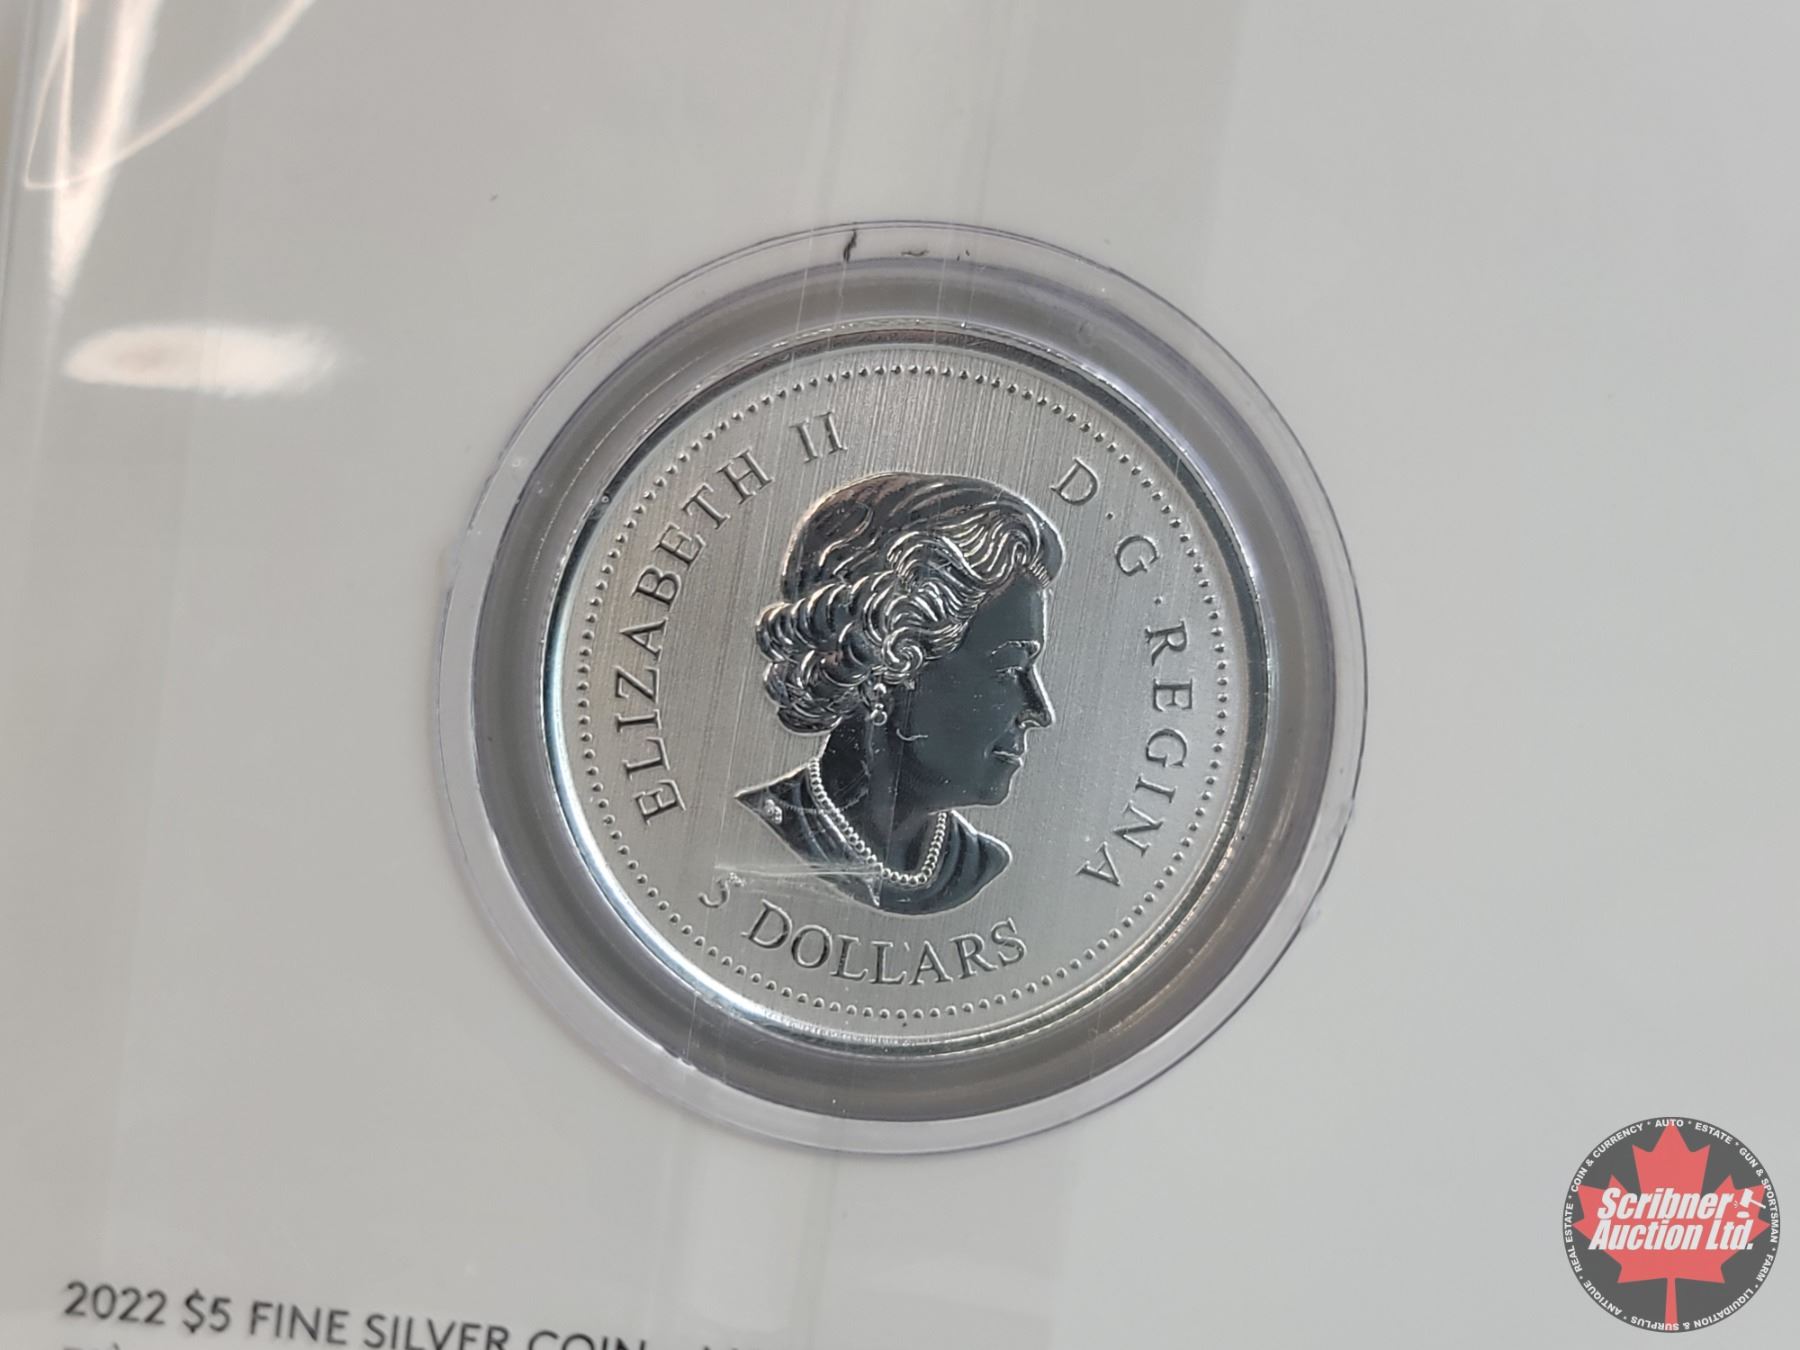 ELIZABETH II D · G · REGINA
5 DOLLARS
2022 $5 FINE SILVER COIN
COIN & CURRENCY * AUTO * ESTATE * GUN & SPORTSMAN * FARM * LIQUIDATION & SURPLUS * ANTIQUE * REAL ESTATE *
Scribner
Auction Ltd.